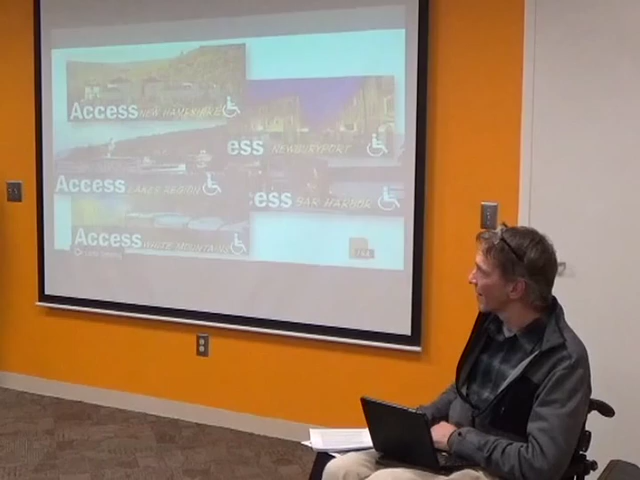 Access NEW HAMPSHIRE
ess NEWBURYPORT
Access LAKES REGION
ess BAR HARBOR
Access WHITE MOUNTAINS